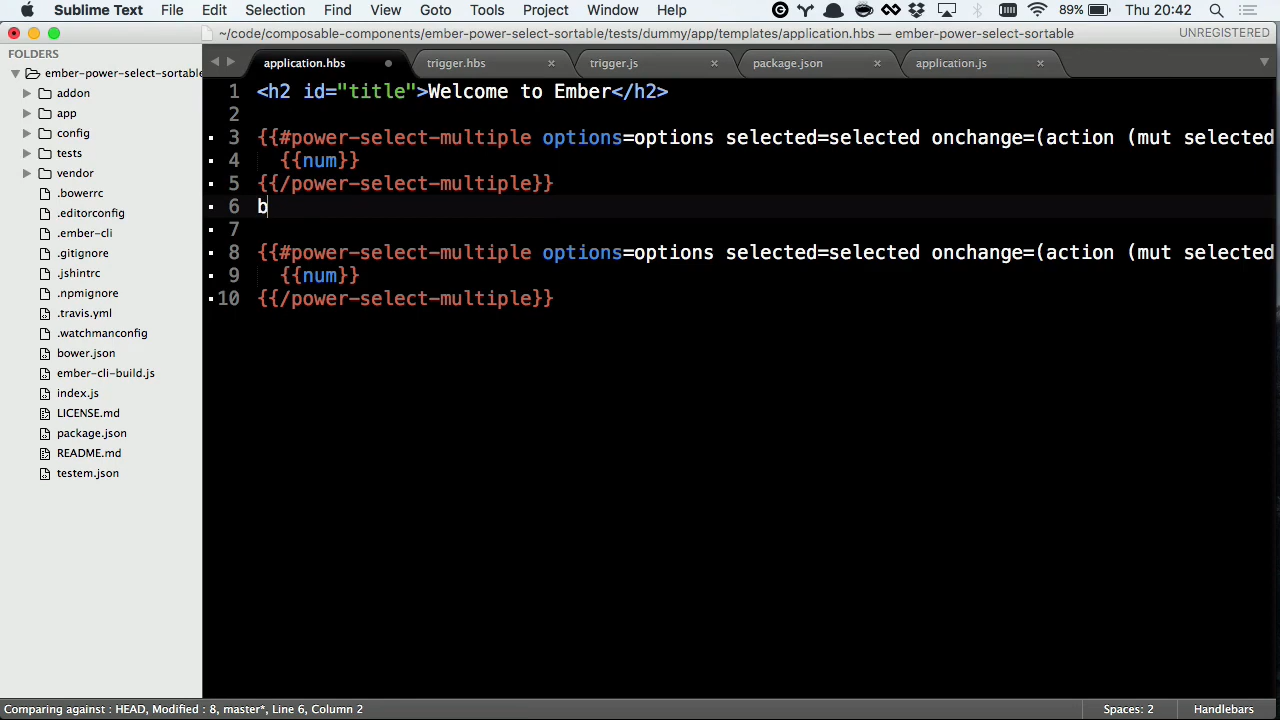 Sublime Text File Edit Selection Find View Goto Tools Project Window Help 89% Thu 20:42
~/code/composable-components/ember-power-select-sortable/tests/dummy/app/templates/application.hbs — ember-power-select-sortable UNREGISTERED
FOLDERS
ember-power-select-sortable
addon
app
config
tests
vendor
.bowerrc
.editorconfig
.ember-cli
.gitignore
.jshintrc
.npmignore
.travis.yml
.watchmanconfig
bower.json
ember-cli-build.js
index.js
LICENSE.md
package.json
README.md
testem.json
application.hbs trigger.hbs trigger.js package.json application.js
1 <h2 id="title">Welcome to Ember</h2>
2
3 {{#power-select-multiple options=options selected=selected onchange=(action (mut selected
4 {{num}}
5 {{/power-select-multiple}}
6 b
7
8 {{#power-select-multiple options=options selected=selected onchange=(action (mut selected
9 {{num}}
10 {{/power-select-multiple}}
Comparing against : HEAD, Modified : 8, master*, Line 6, Column 2 Spaces: 2 Handlebars